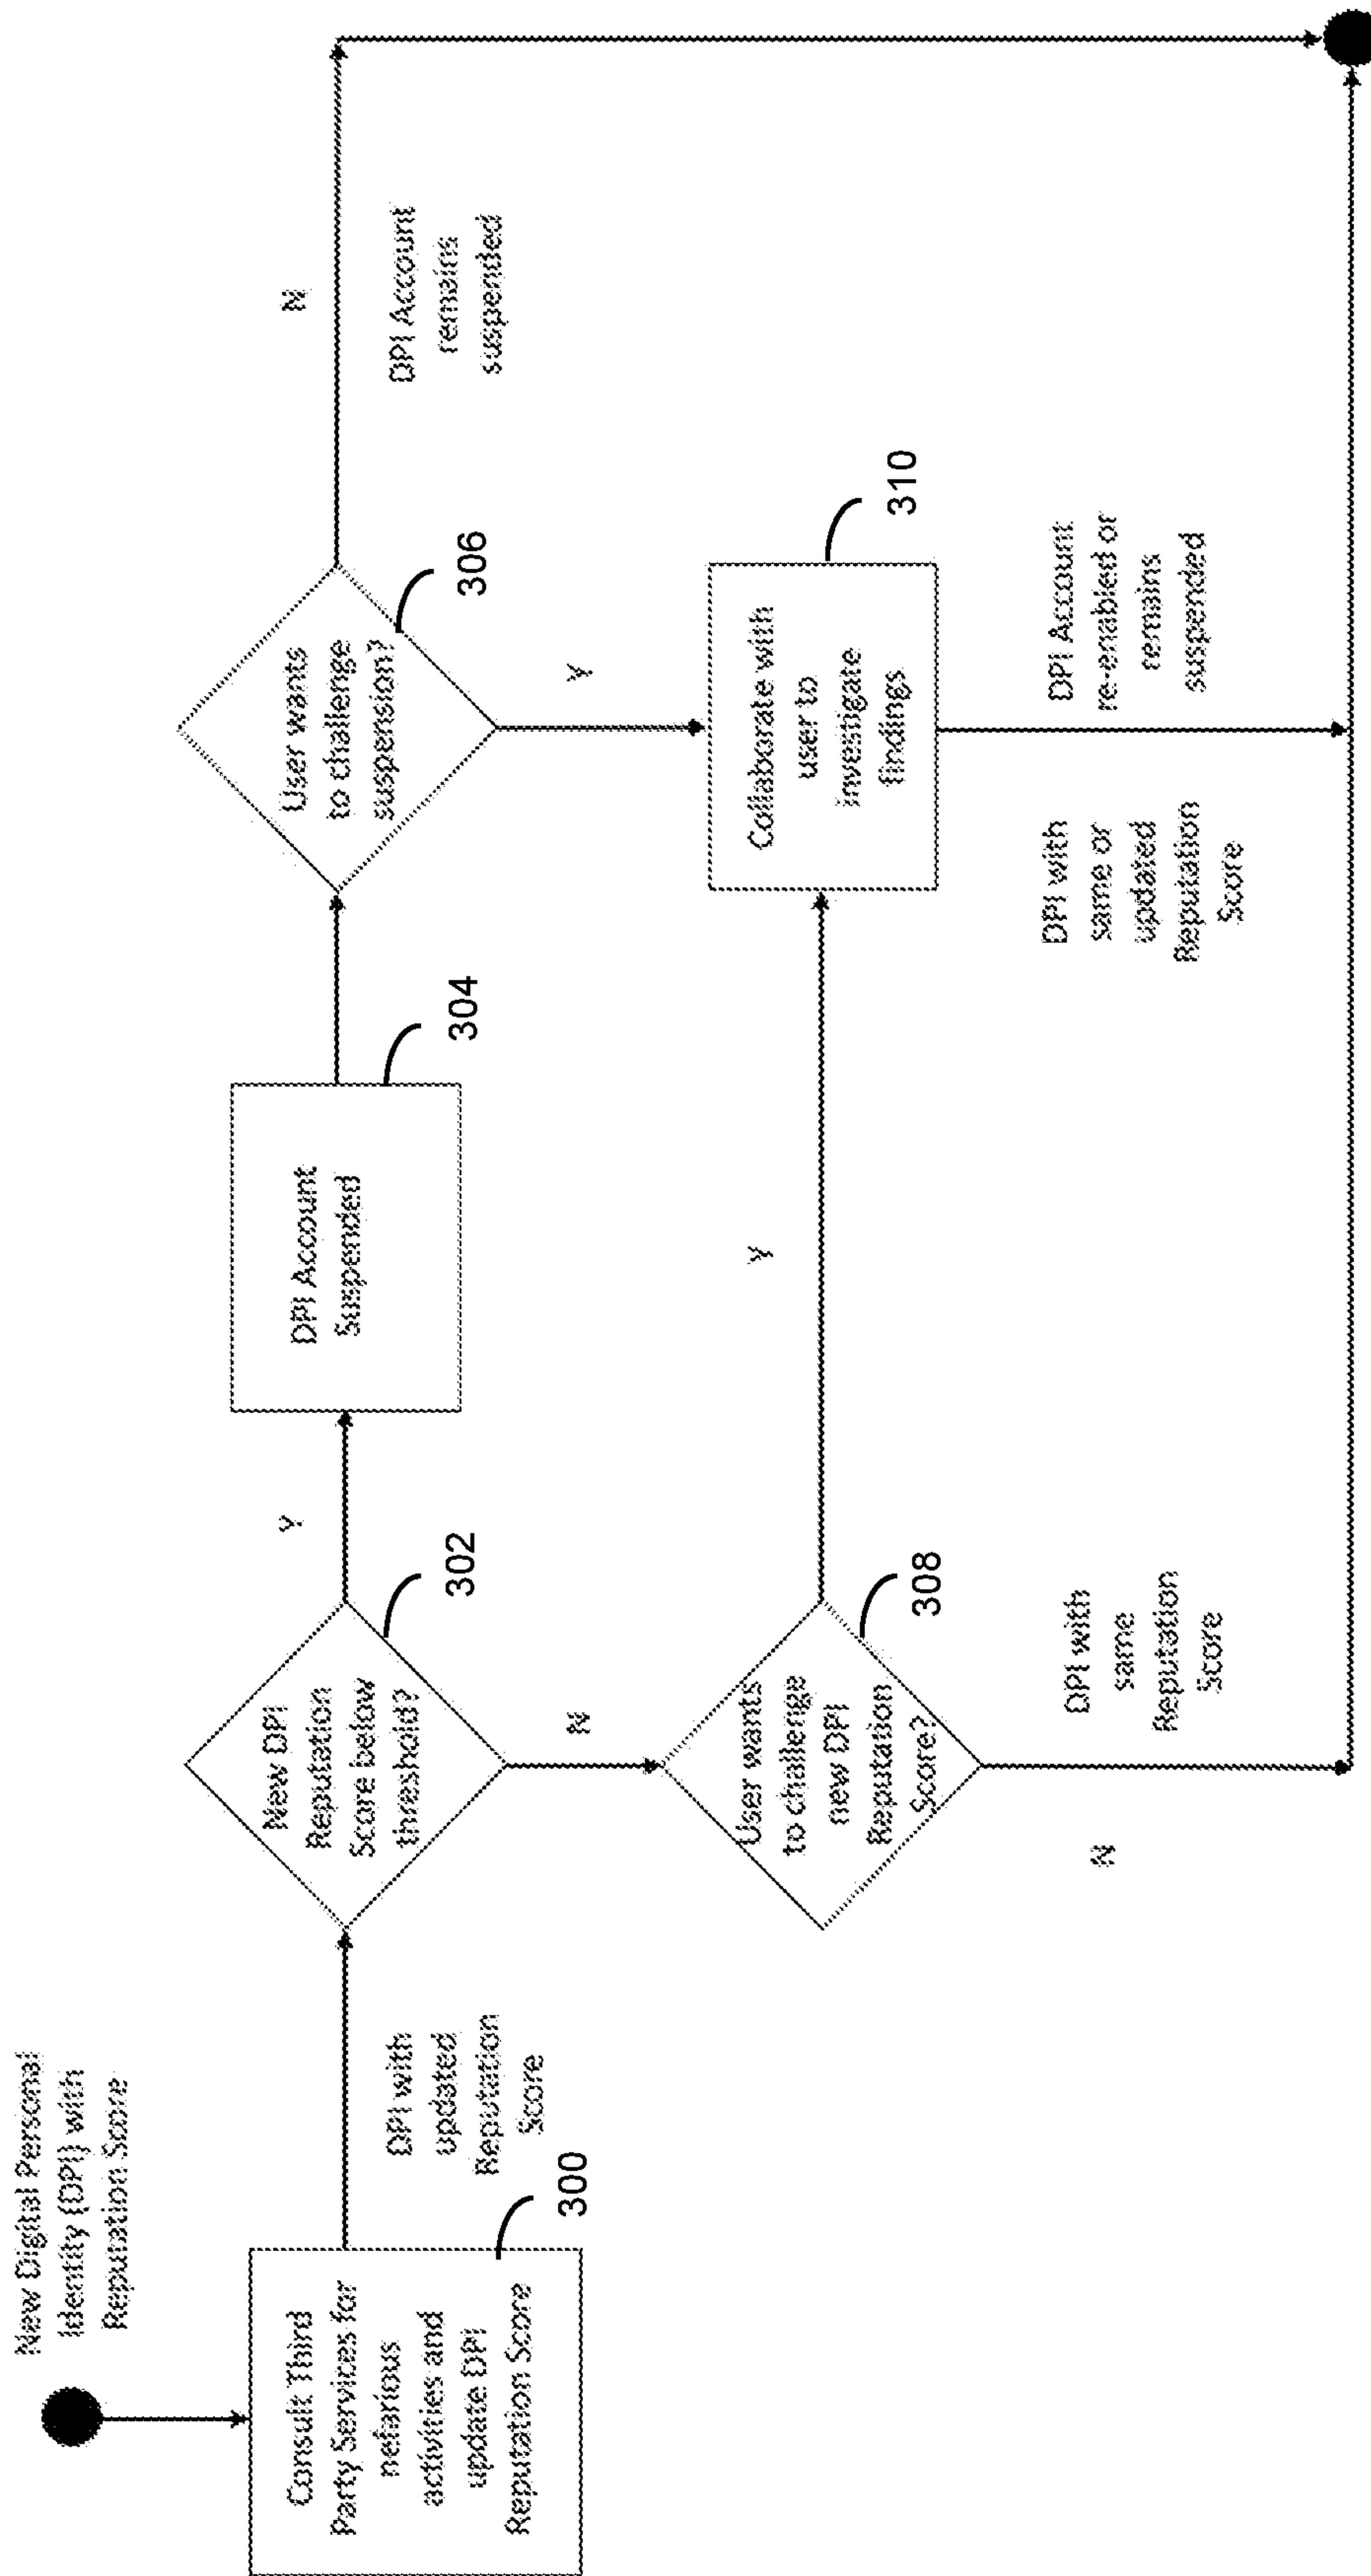 New Digital Personal
Identity (DPI) with
Reputation Score
Consult Third
Party Services for
nefarious
activities and
update DPI
Reputation Score
300
DPI with
updated
Reputation
Score
New DPI
Reputation
Score below
threshold?
302
Y
N
DPI Account
Suspended
304
User wants
to challenge
suspension?
306
N
DPI Account
remains
suspended
Y
User wants
to challenge
new DPI
Reputation
Score?
308
Y
N
DPI with
same
Reputation
Score
Collaborate with
user to
investigate
findings
310
DPI with
same or
updated
Reputation
Score
DPI Account
re-enabled or
remains
suspended